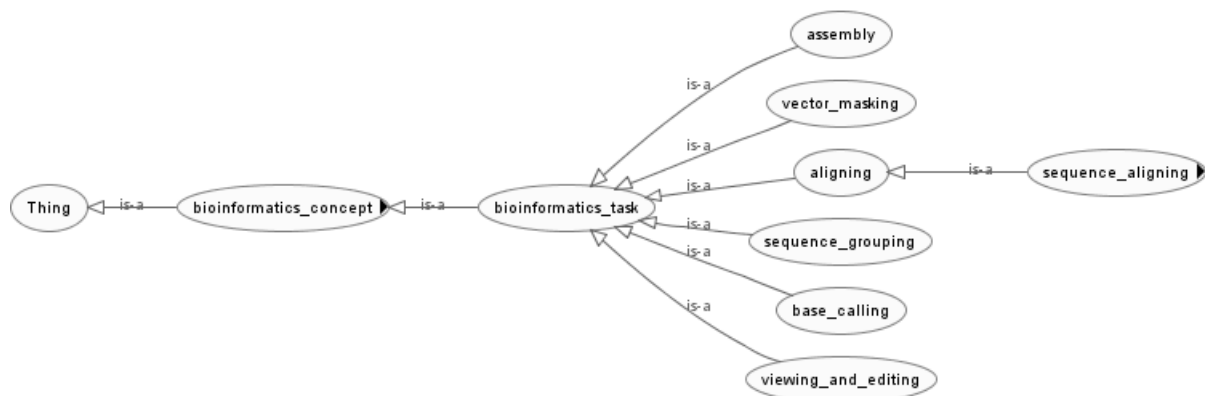 assembly
is-a
vector_masking
is-a
aligning
is-a
sequence_aligning
is-a
Thing
is-a
bioinformatics_concept
is-a
bioinformatics_task
is-a
sequence_grouping
is-a
base_calling
is-a
viewing_and_editing